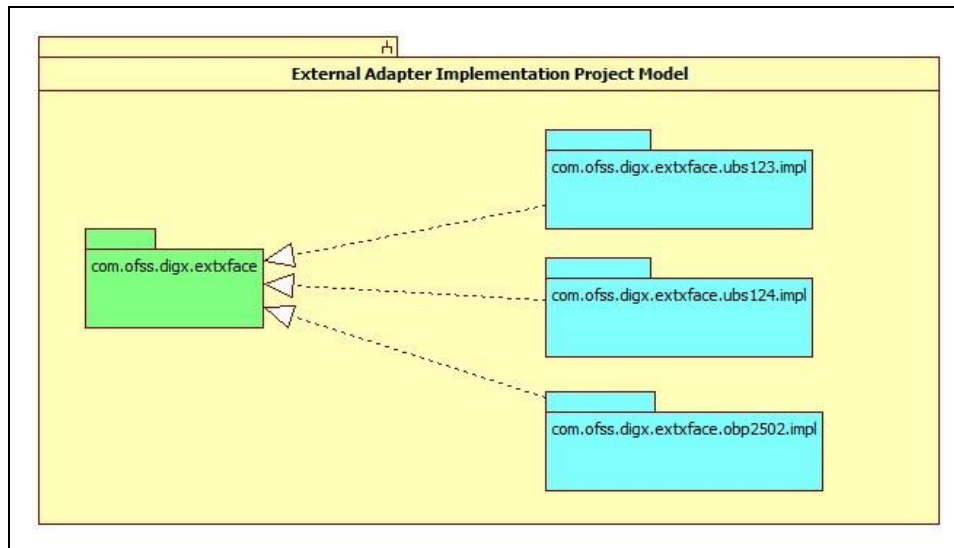 External Adapter Implementation Project Model
com.ofss.digx.extxface.ubs123.impl
com.ofss.digx.extxface
com.ofss.digx.extxface.ubs124.impl
com.ofss.digx.extxface.obp2502.impl